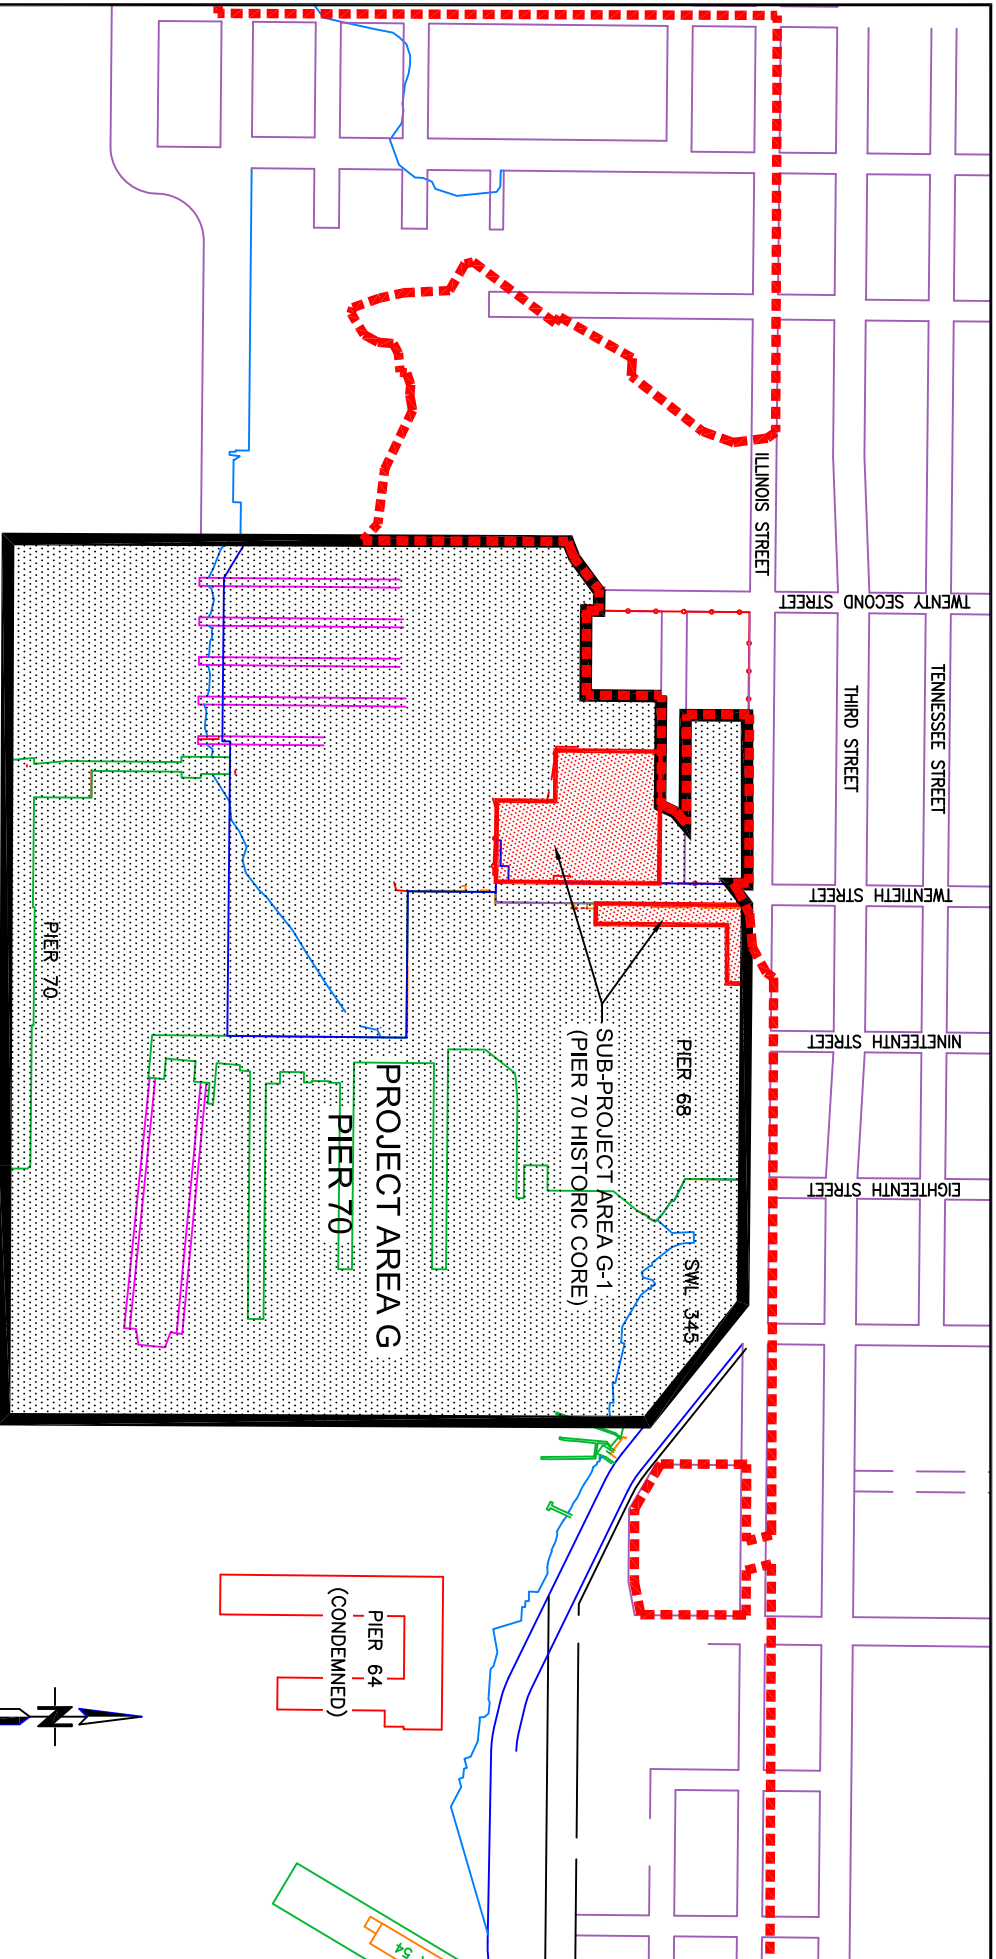 ILLINOIS STREET
TWENTY SECOND STREET
TENNESSEE STREET
THIRD STREET
TWENTIETH STREET
NINETEENTH STREET
EIGHTEENTH STREET
PIER 68
SUB-PROJECT AREA G-1
(PIER 70 HISTORIC CORE)
SWL 345
PROJECT AREA G
PIER 70
PIER 70
PIER 64
(CONDEMNED)
54
N